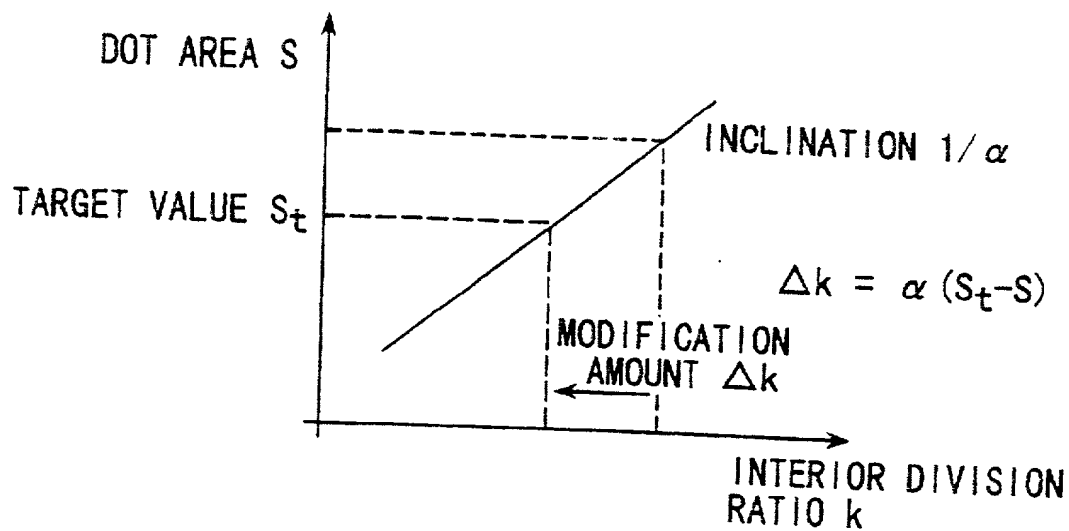 DOT AREA S
INCLINATION 1/α
TARGET VALUE St
Δk = α (St-S)
MODIFICATION
AMOUNT Δk
INTERIOR DIVISION
RATIO k